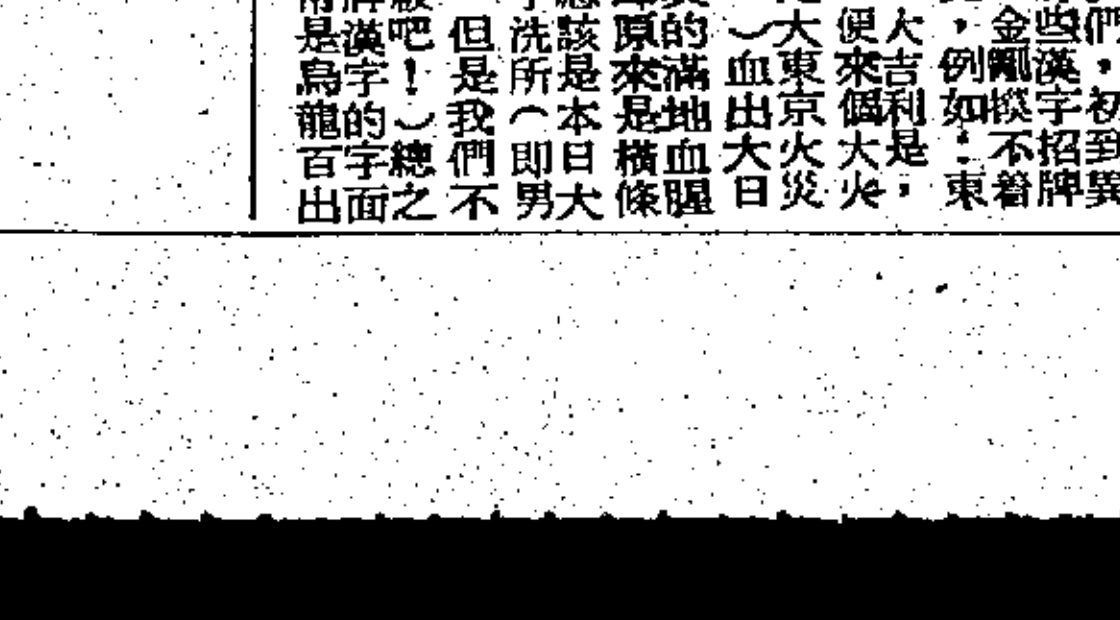 們，初到異
些漢字招牌
金剛摸不着
，例如：東
大吉利是，
便來個大火
大東京火災
︶血出大日
的滿地血腥
原來是橫條
該是本日大
洗所︵即男
但是我們不
吧！︶總之
漢字的字面
是烏龍百出